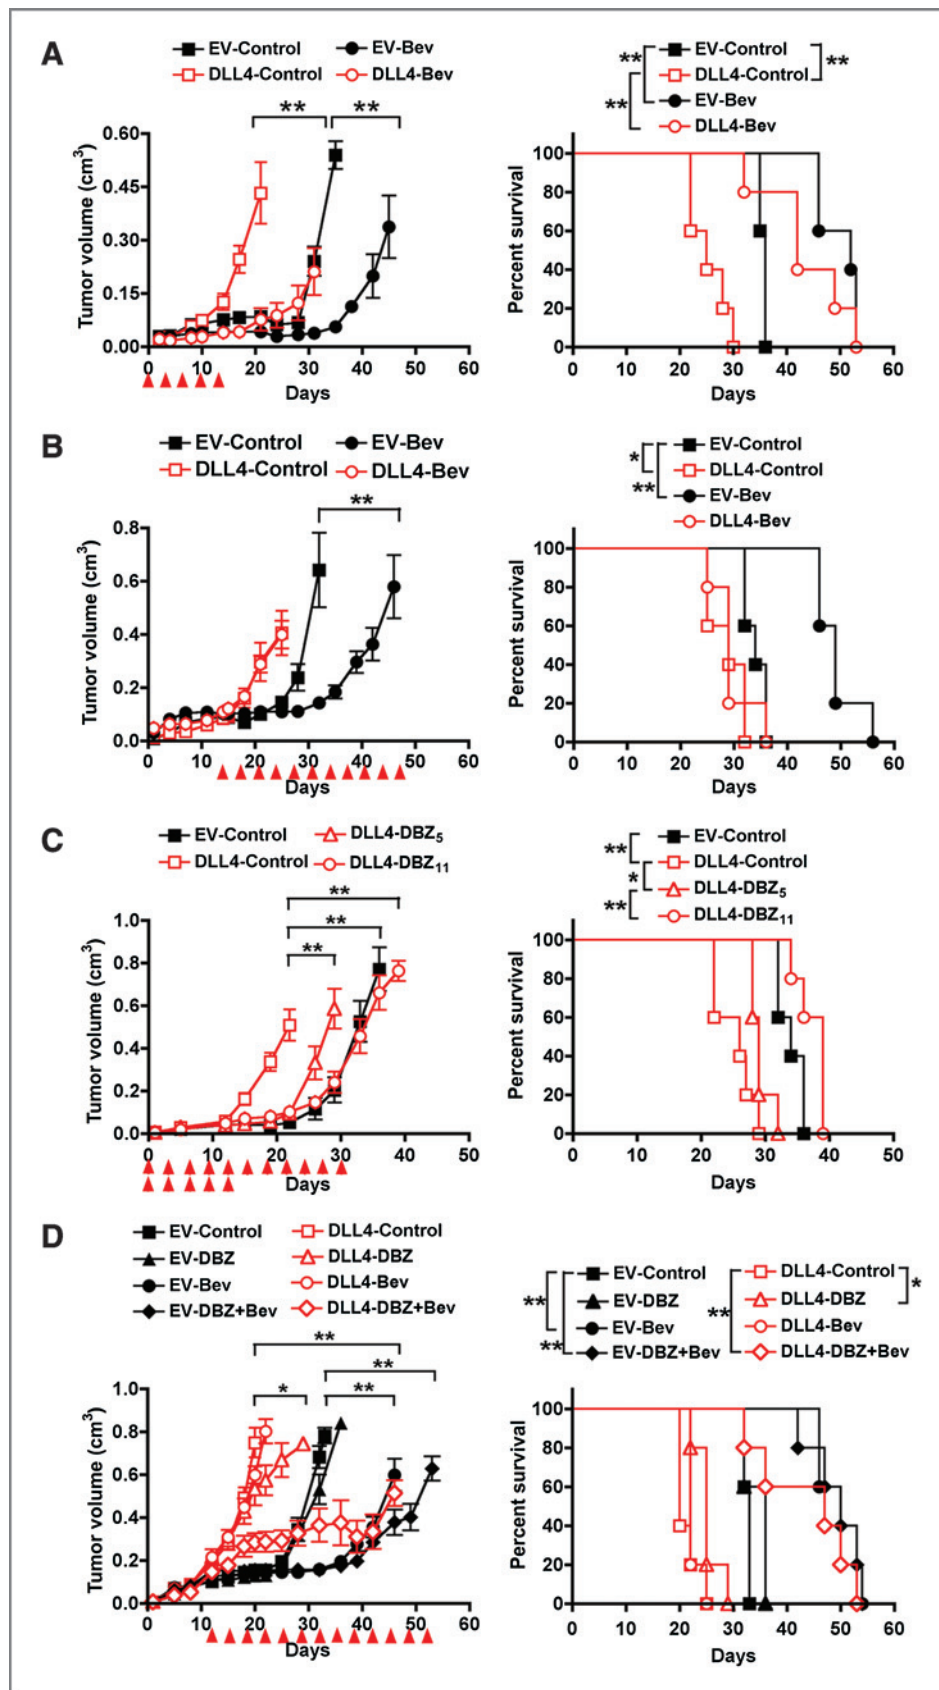 A
EV-Control EV-Bev
DLL4-Control DLL4-Bev
** **
Tumor volume (cm3)
0.60
0.45
0.30
0.15
0.00
0 20 30 40 50 60
Days
EV-Control
DLL4-Control
EV-Bev
DLL4-Bev
** ** **
Percent survival
100
80
60
40
20
0
0 10 20 30 40 50 60
Days
B
EV-Control EV-Bev
DLL4-Control DLL4-Bev
**
Tumor volume (cm3)
0.8
0.6
0.4
0.2
0.0
0 10 20 30 40 50 60
Days
EV-Control
DLL4-Control
EV-Bev
DLL4-Bev
* **
Percent survival
100
80
60
40
20
0
0 10 20 30 40 50 60
Days
C
EV-Control DLL4-DBZ5
DLL4-Control DLL4-DBZ11
**
**
**
Tumor volume (cm3)
1.0
0.8
0.6
0.4
0.2
0.0
0 10 20 30 40 50
Days
EV-Control
DLL4-Control
DLL4-DBZ5
DLL4-DBZ11
** * **
Percent survival
100
80
60
40
20
0
0 10 20 30 40 50
Days
D
EV-Control DLL4-Control
EV-DBZ DLL4-DBZ
EV-Bev DLL4-Bev
EV-DBZ+Bev DLL4-DBZ+Bev
**
**
* **
Tumor volume (cm3)
1.0
0.8
0.6
0.4
0.2
0.0
0 10 20 30 40 50 60
Days
EV-Control DLL4-Control
EV-DBZ DLL4-DBZ
EV-Bev DLL4-Bev
EV-DBZ+Bev DLL4-DBZ+Bev
** ** ** *
Percent survival
100
80
60
40
20
0
0 10 20 30 40 50 60
Days